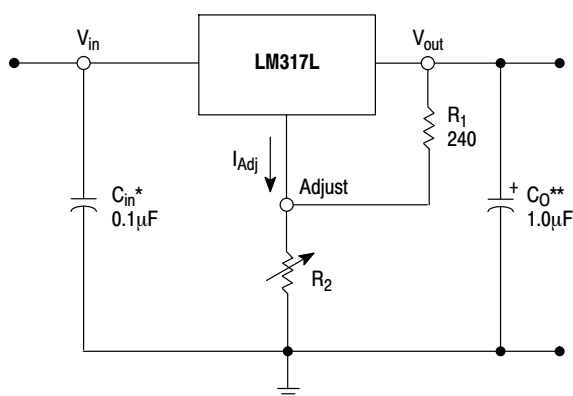 Vin
LM317L
Vout
R1
240
IAdj
Adjust
Cin*
0.1μF
+
CO**
1.0μF
R2